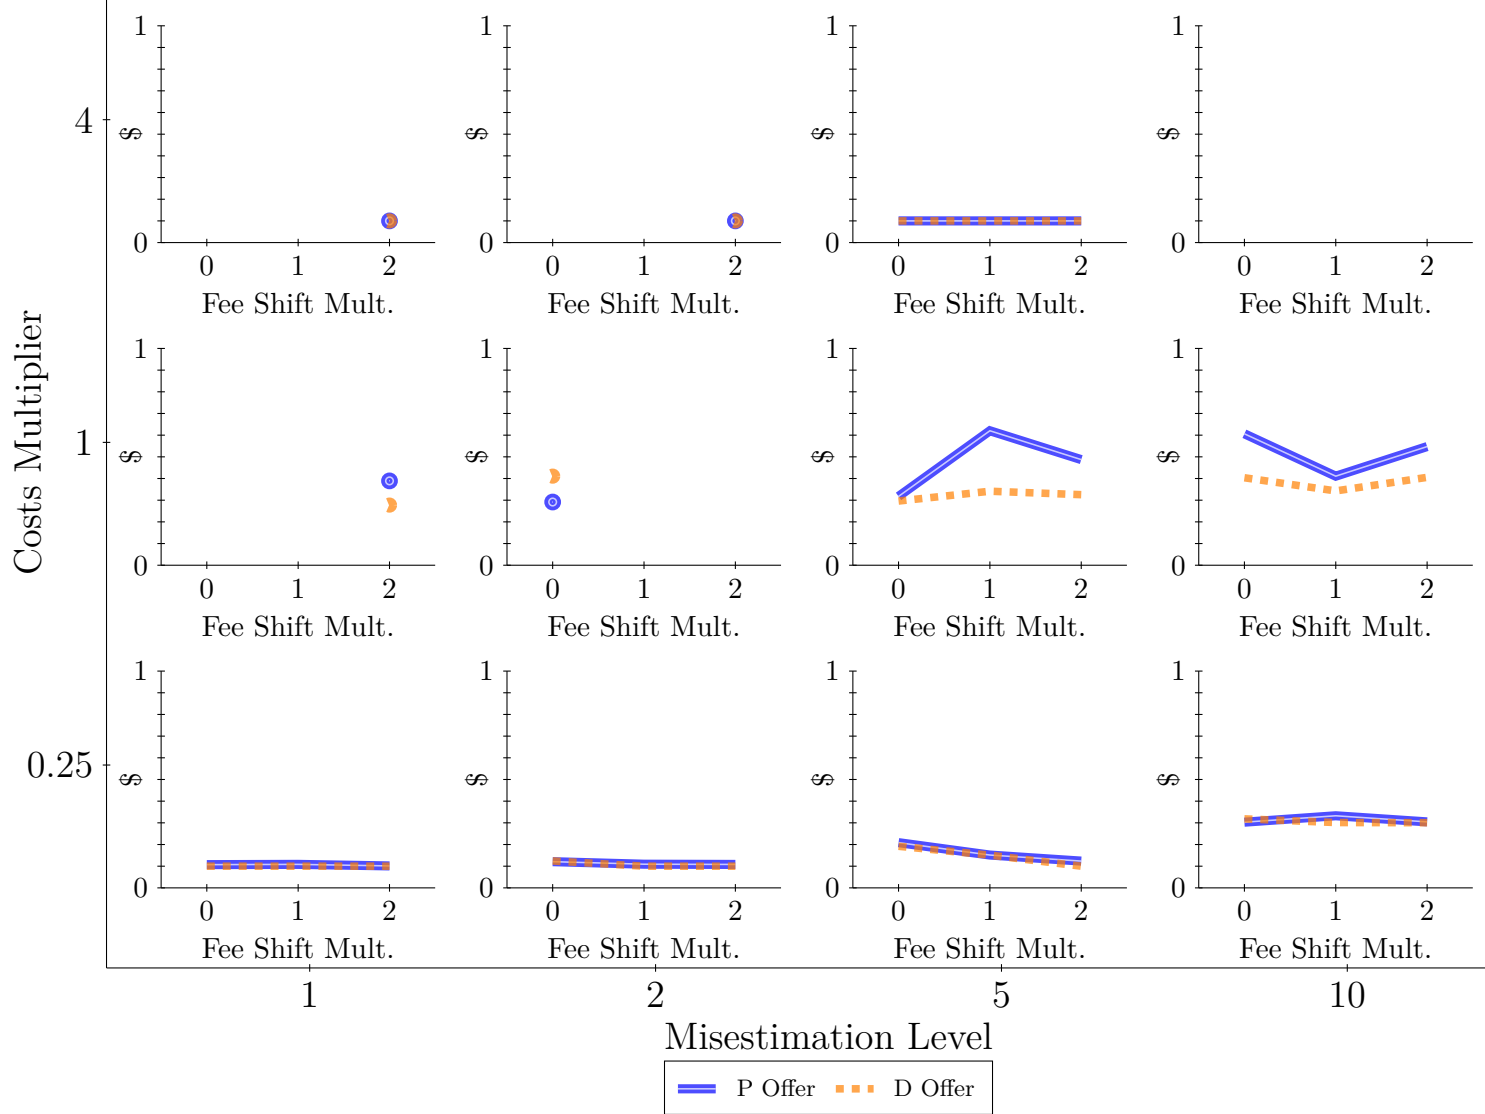 1 1 1 1
4 $ $ $ $
0 0 0 0
0 1 2 0 1 2 0 1 2 0 1 2
Fee Shift Mult. Fee Shift Mult. Fee Shift Mult. Fee Shift Mult.
Costs Multiplier
1 1 1 1
1 $ $ $ $
0 0 0 0
0 1 2 0 1 2 0 1 2 0 1 2
Fee Shift Mult. Fee Shift Mult. Fee Shift Mult. Fee Shift Mult.
1 1 1 1
0.25 $ $ $ $
0 0 0 0
0 1 2 0 1 2 0 1 2 0 1 2
Fee Shift Mult. Fee Shift Mult. Fee Shift Mult. Fee Shift Mult.
1 2 5 10
Misestimation Level
P Offer D Offer